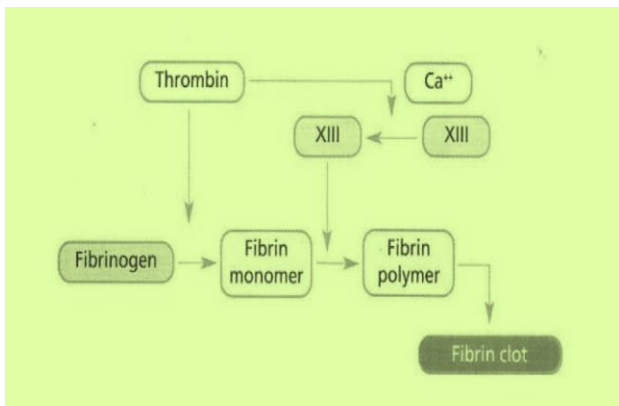 Thrombin
Ca⁺⁺
XIII
XIII
Fibrinogen
Fibrin
monomer
Fibrin
polymer
Fibrin clot